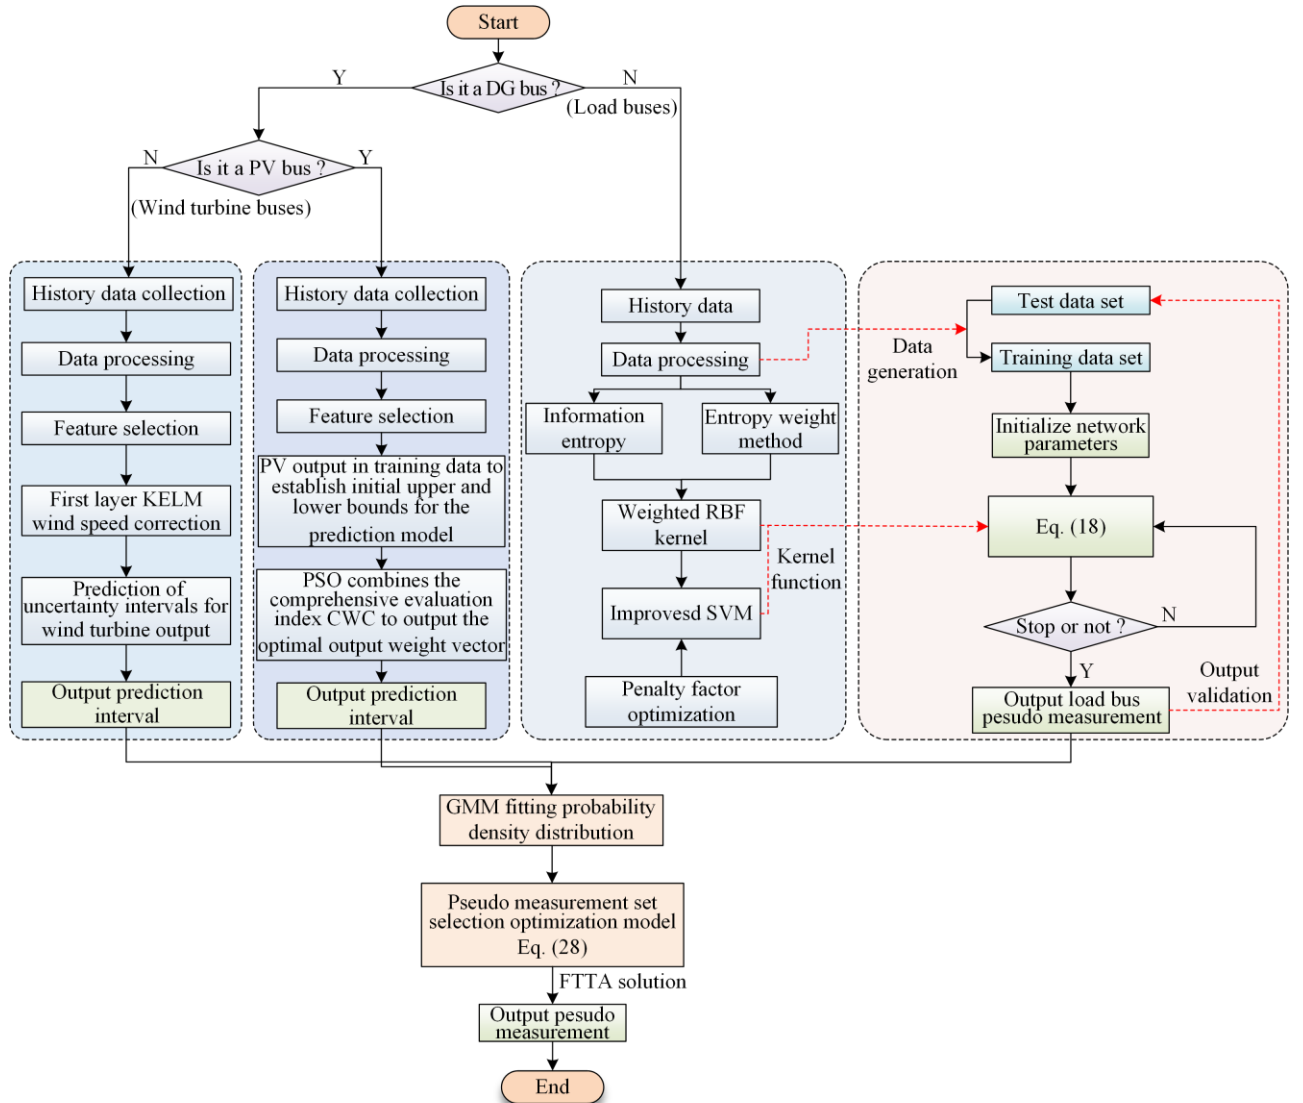 Start
Is it a DG bus ?
Y
N
(Load buses)
Is it a PV bus ?
N
Y
(Wind turbine buses)
History data collection
Data processing
Feature selection
First layer KELM
wind speed correction
Prediction of
uncertainty intervals for
wind turbine output
Output prediction
interval
History data collection
Data processing
Feature selection
PV output in training data to
establish initial upper and
lower bounds for the
prediction model
PSO combines the
comprehensive evaluation
index CWC to output the
optimal output weight vector
Output prediction
interval
History data
Data processing
Information
entropy
Entropy weight
method
Weighted RBF
kernel
Improvesd SVM
Penalty factor
optimization
Data
generation
Kernel
function
Test data set
Training data set
Initialize network
parameters
Eq. (18)
Stop or not ?
N
Y
Output load bus
pesudo measurement
Output
validation
GMM fitting probability
density distribution
Pseudo measurement set
selection optimization model
Eq. (28)
FTTA solution
Output pesudo
measurement
End